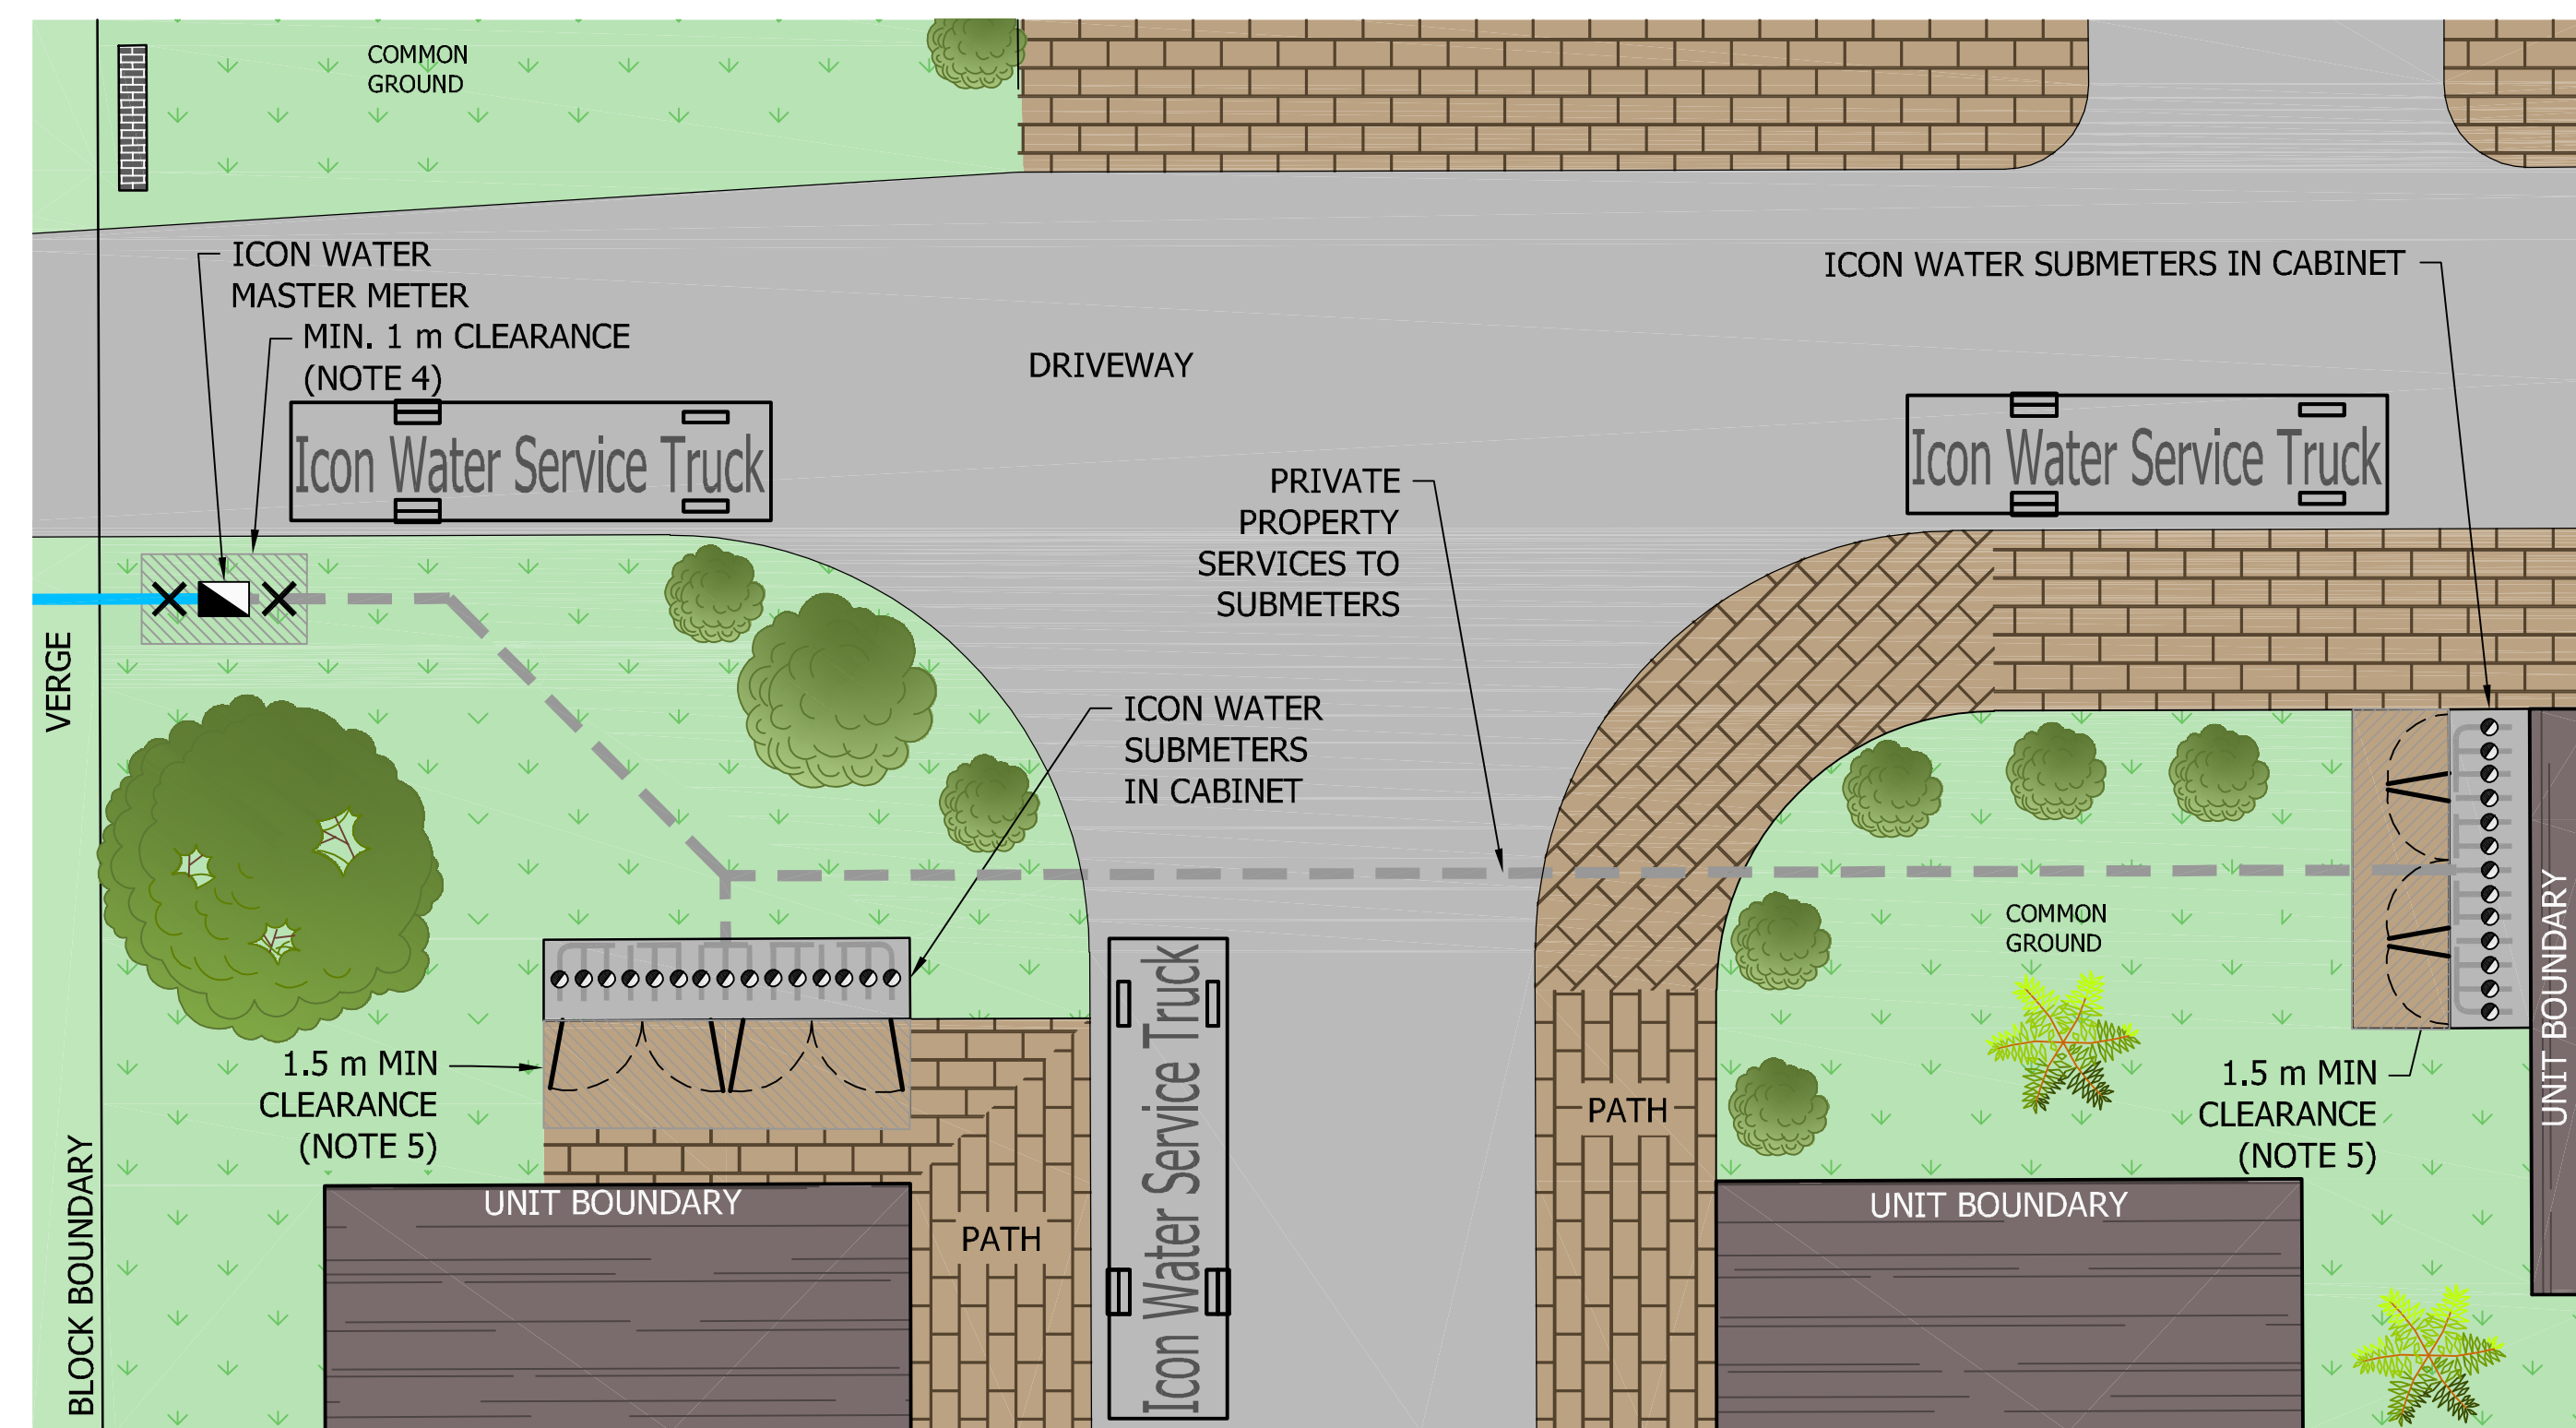 COMMON
GROUND
ICON WATER
MASTER METER
MIN. 1 m CLEARANCE
(NOTE 4)
ICON WATER SUBMETERS IN CABINET
DRIVEWAY
Icon Water Service Truck
Icon Water Service Truck
PRIVATE
PROPERTY
SERVICES TO
SUBMETERS
VERGE
ICON WATER
SUBMETERS
IN CABINET
COMMON
GROUND
UNIT BOUNDARY
1.5 m MIN
CLEARANCE
(NOTE 5)
Icon Water Service Truck
PATH
1.5 m MIN
CLEARANCE
(NOTE 5)
BLOCK BOUNDARY
UNIT BOUNDARY
PATH
UNIT BOUNDARY